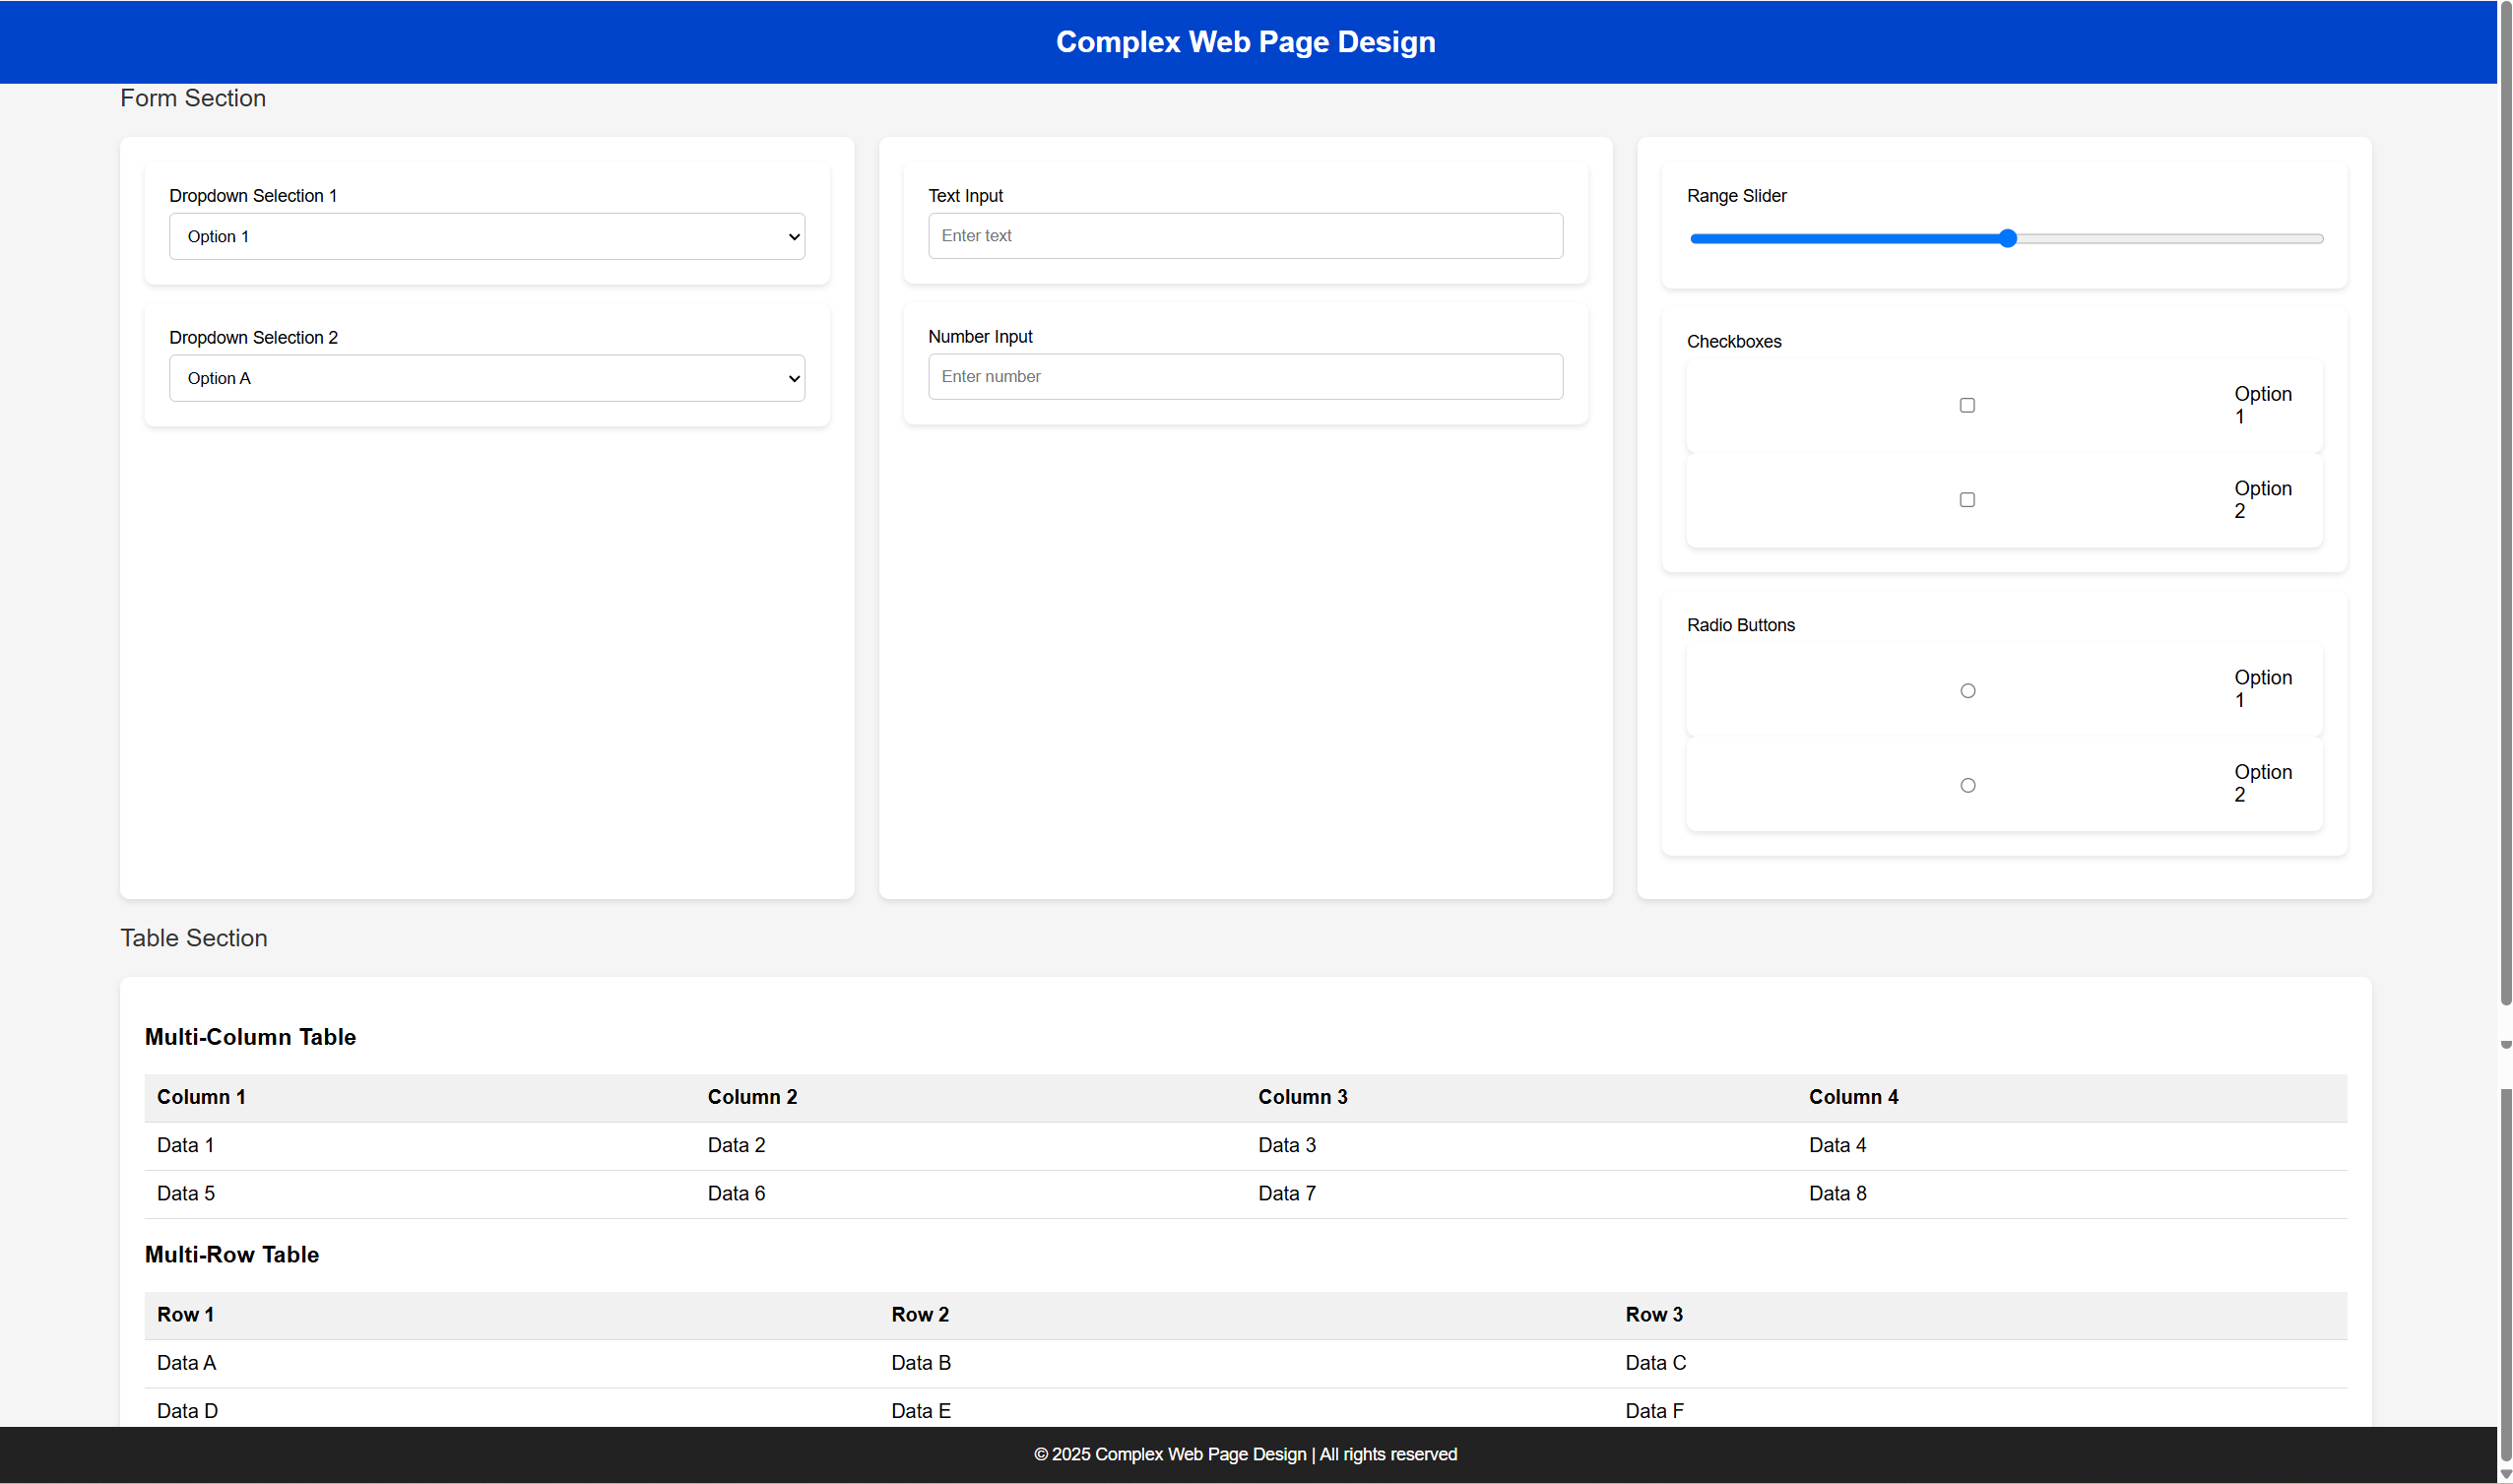 Complex Web Page Design
Form Section
Dropdown Selection 1
Option 1
Dropdown Selection 2
Option A
Text Input
Enter text
Number Input
Enter number
Range Slider
Checkboxes
Option
1
Option
2
Radio Buttons
Option
1
Option
2
Table Section
Multi-Column Table
Column 1 Column 2 Column 3 Column 4
Data 1 Data 2 Data 3 Data 4
Data 5 Data 6 Data 7 Data 8
Multi-Row Table
Row 1 Row 2 Row 3
Data A Data B Data C
Data D Data E Data F
© 2025 Complex Web Page Design | All rights reserved